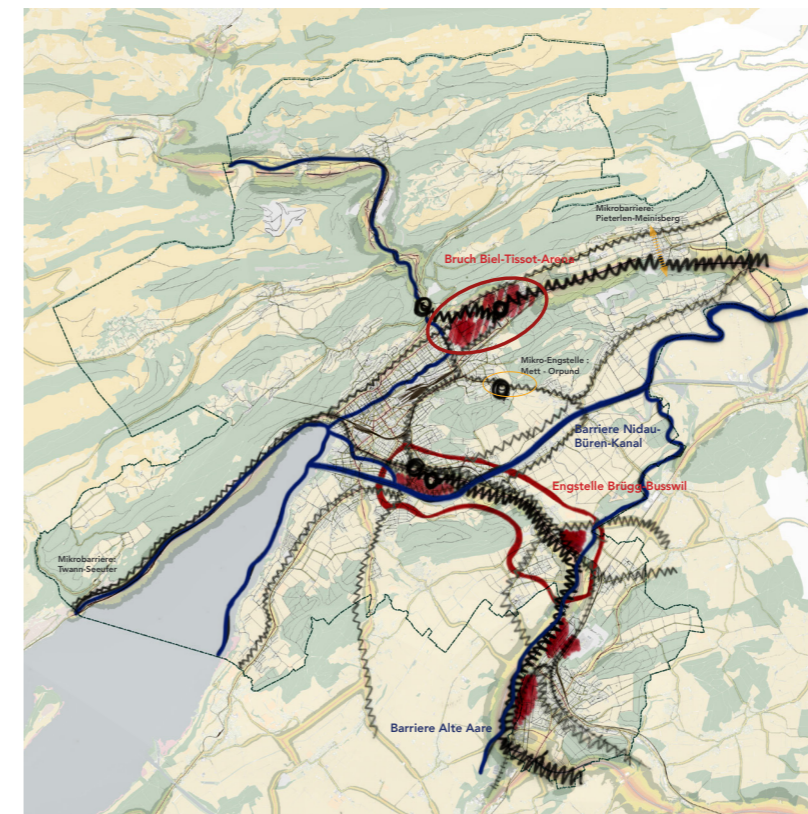 Mikrobarriere:
Pieterlen-Meinisberg
Bruch Biel-Tissot-Arena
Mikro-Engstelle :
Mett - Orpund
Barriere Nidau-
Büren-Kanal
Engstelle Brügg Busswil
Mikrobarriere:
Twann-Seeufer
Barriere Alte Aare